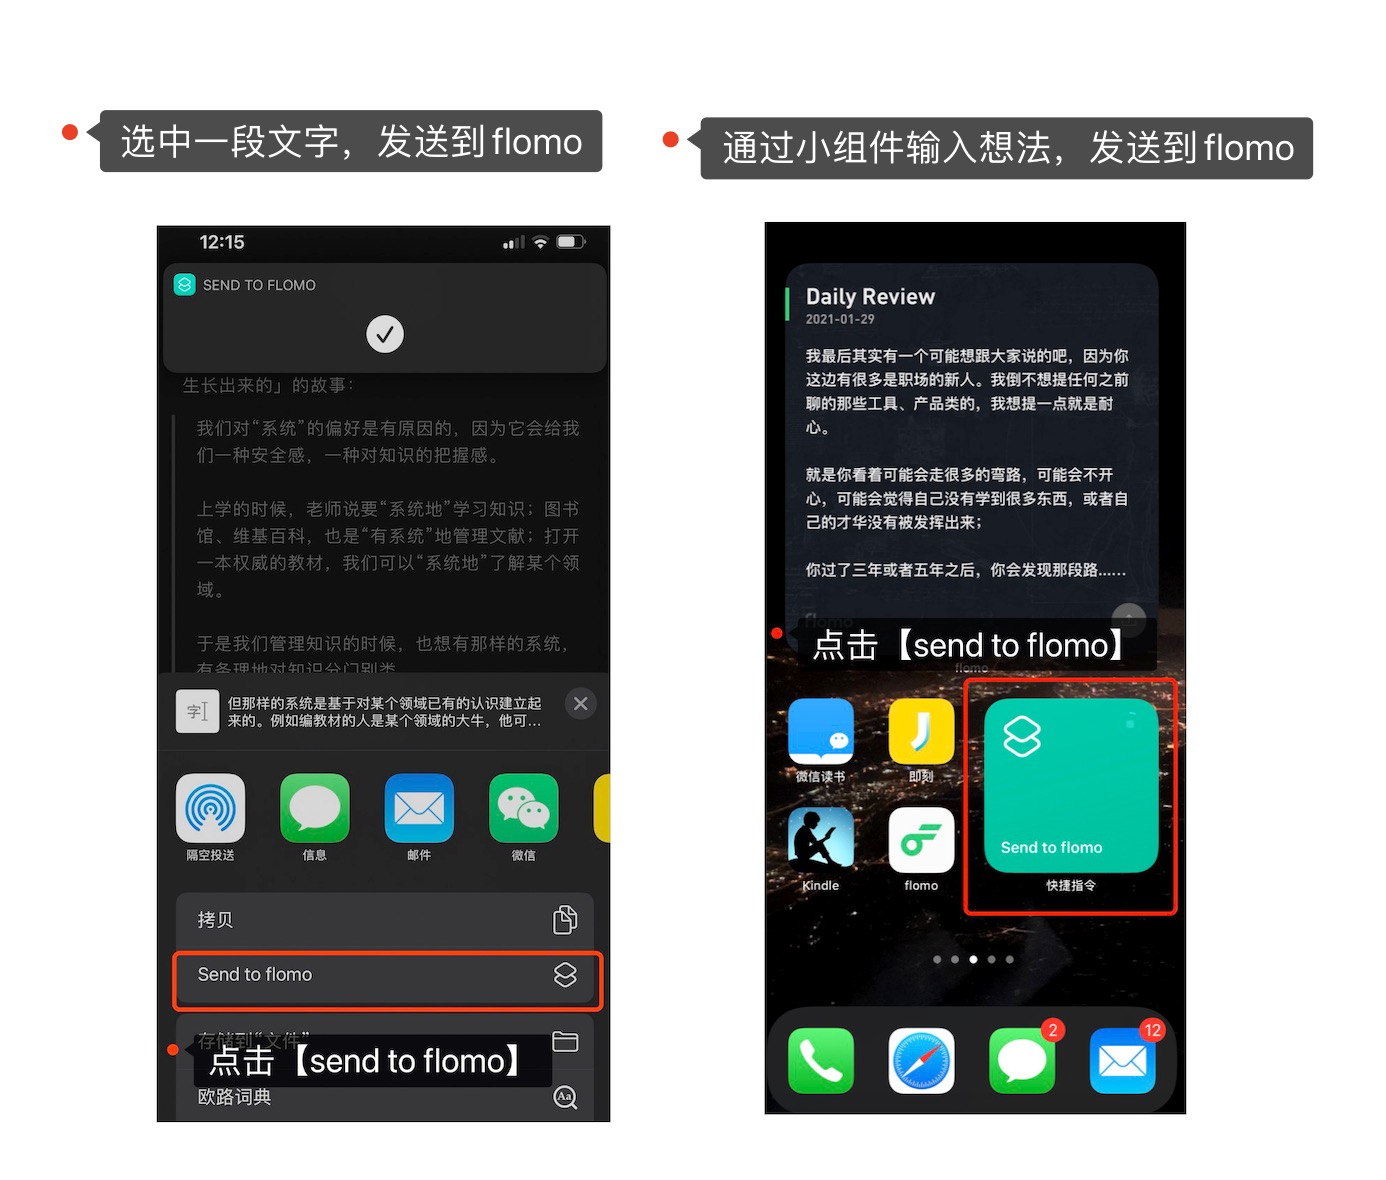 选中一段文字，发送到flomo
通过小组件输入想法，发送到flomo
12:15
SEND TO FLOMO
生长出来的」的故事：
我们对“系统”的偏好是有原因的，因为它会给我
们一种安全感，一种对知识的把握感。
上学的时候，老师说要“系统地”学习知识；图书
馆、维基百科，也是“有系统”地管理文献；打开
一本权威的教材，我们可以“系统地”了解某个领
域。
于是我们管理知识的时候，也想有那样的系统，
有条理地对知识分门别类
字
但那样的系统是基于对某个领域已有的认识建立起
来的。例如编教材的人是某个领域的大牛，他可...
隔空投送
信息
邮件
微信
拷贝
Send to flomo
存储到“文件”
点击【send to flomo】
欧路词典
Aa
Daily Review
2021-01-29
我最后其实有一个可能想跟大家说的吧，因为你
这边有很多是职场的新人。我倒不想提任何之前
聊的那些工具、产品类的，我想提一点就是耐
心。
就是你看着可能会走很多的弯路，可能会不开
心，可能会觉得自己没有学到很多东西，或者自
己的才华没有被发挥出来；
你过了三年或者五年之后，你会发现那段路......
flomo
点击【send to flomo】
flomo
微信读书
即刻
Kindle
flomo
Send to flomo
快捷指令
2
12